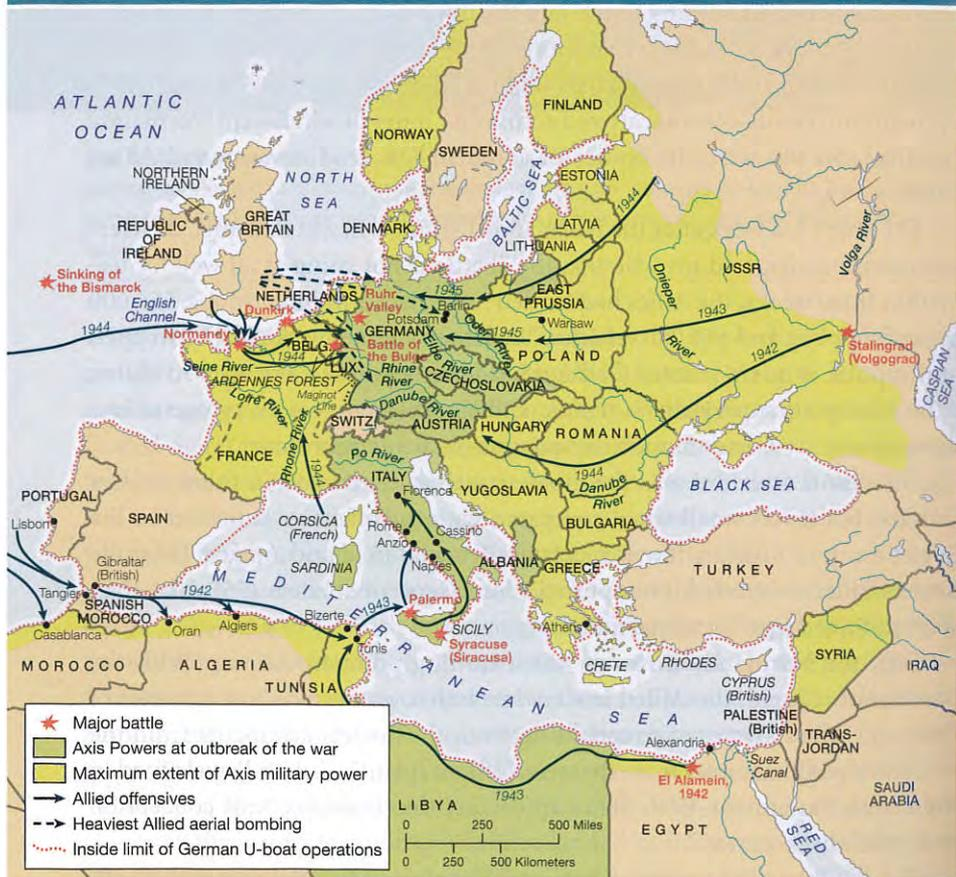 ATLANTIC
OCEAN
NORTHERN
IRELAND
REPUBLIC
OF
IRELAND
GREAT
BRITAIN
NORTH
SEA
NORWAY
SWEDEN
FINLAND
BALTIC SEA
ESTONIA
LATVIA
LITHUANIA
DENMARK
EAST
PRUSSIA
1944
USSR
Dnieper
River
Volga River
Sinking of
the Bismarck
English
Channel
1944
Normandy
Dunkirk
NETHERLANDS
Ruhr
Valley
1945
Berlin
Potsdam
GERMANY
Oder River
1945
Warsaw
1943
1942
Stalingrad
(Volgograd)
CASPIAN
SEA
BELG
Battle of
the Bulge
Elbe
River
POLAND
Seine River
1944
LUX
Rhine
River
CZECHOSLOVAKIA
ARDENNES FOREST
Maginot
Line
Loire River
Danube River
AUSTRIA
HUNGARY
ROMANIA
SWITZ
FRANCE
Rhone River
1944
Po River
ITALY
Florence
YUGOSLAVIA
1944
Danube
River
BLACK SEA
BULGARIA
PORTUGAL
Lisbon
SPAIN
CORSICA
(French)
SARDINIA
Rome
Anzio
Cassino
Naples
ALBANIA
GREECE
TURKEY
Gibraltar
(British)
Tangier
SPANISH
MOROCCO
1942
MEDITERRANEAN SEA
Bizerte
1943
Palermo
SICILY
Syracuse
(Siracusa)
Athens
Casablanca
Oran
Algiers
Tunis
CRETE
RHODES
CYPRUS
(British)
SYRIA
IRAQ
MOROCCO
ALGERIA
TUNISIA
PALESTINE
(British)
TRANS-
JORDAN
Alexandria
Suez
Canal
El Alamein,
1942
1943
LIBYA
EGYPT
RED
SEA
SAUDI
ARABIA
Major battle
Axis Powers at outbreak of the war
Maximum extent of Axis military power
Allied offensives
Heaviest Allied aerial bombing
Inside limit of German U-boat operations
0 250 500 Miles
0 250 500 Kilometers